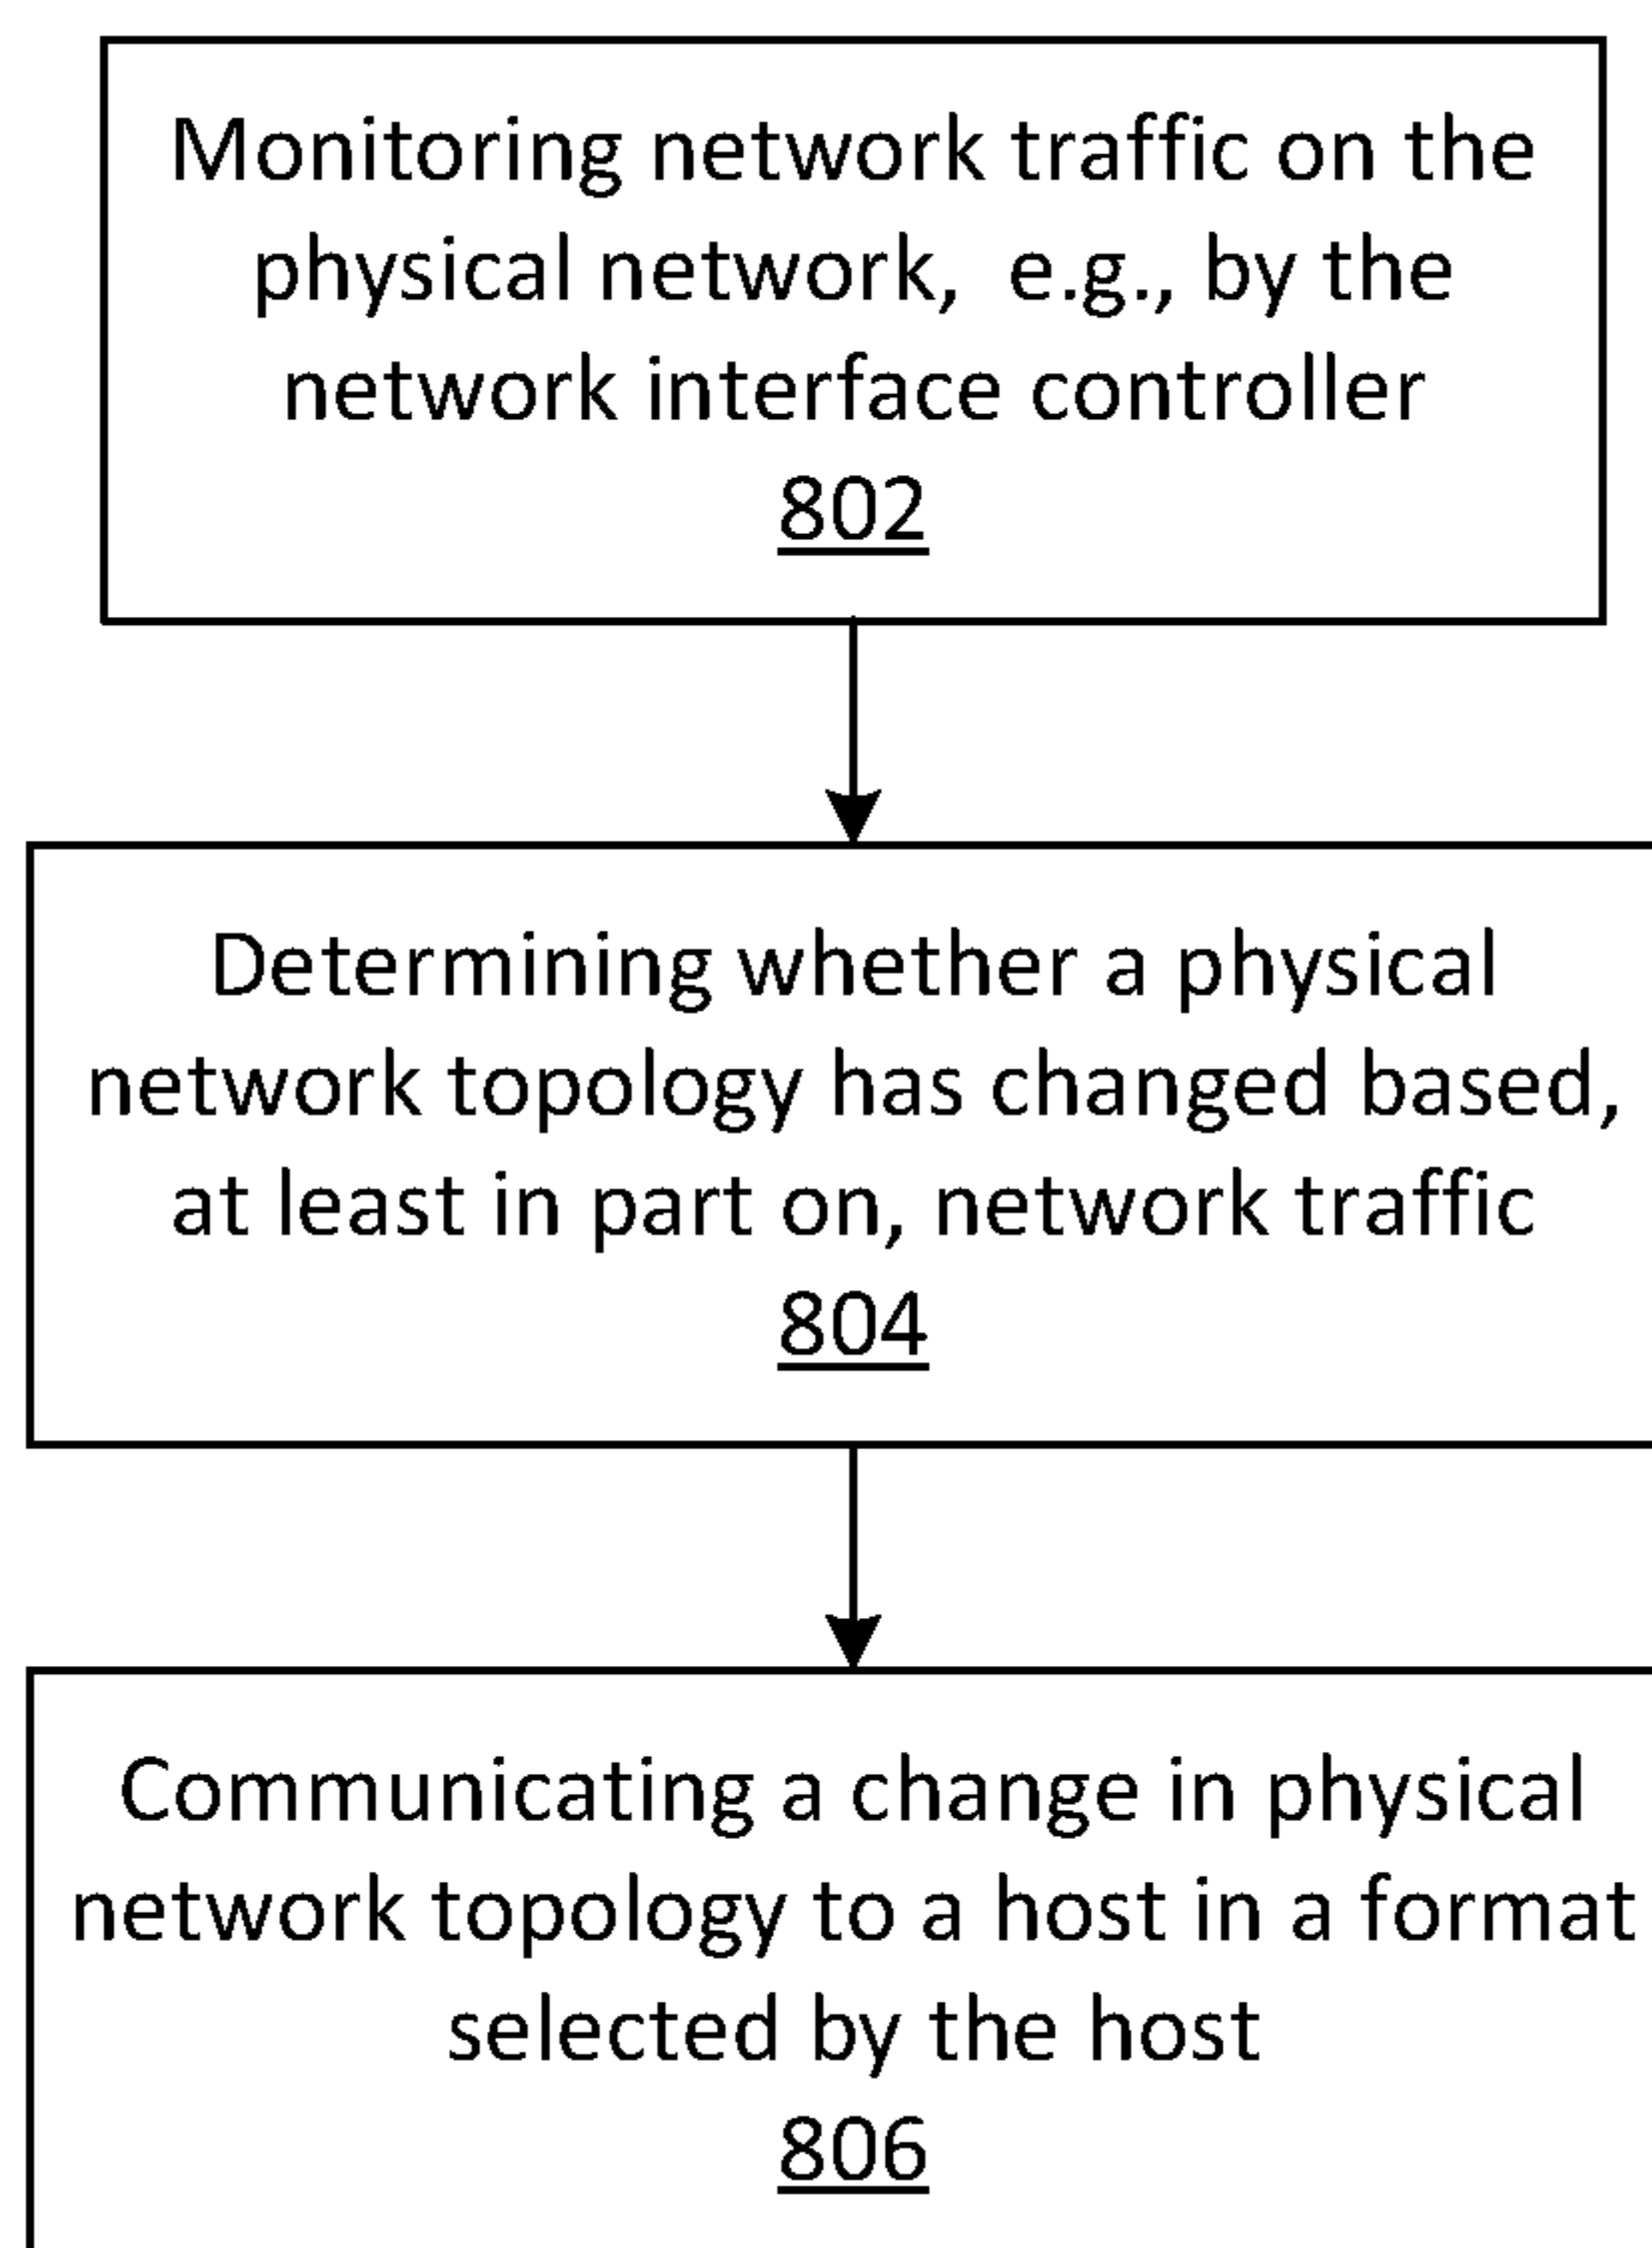 Monitoring network traffic on the
physical network, e.g., by the
network interface controller
802
Determining whether a physical
network topology has changed based,
at least in part on, network traffic
804
Communicating a change in physical
network topology to a host in a format
selected by the host
806